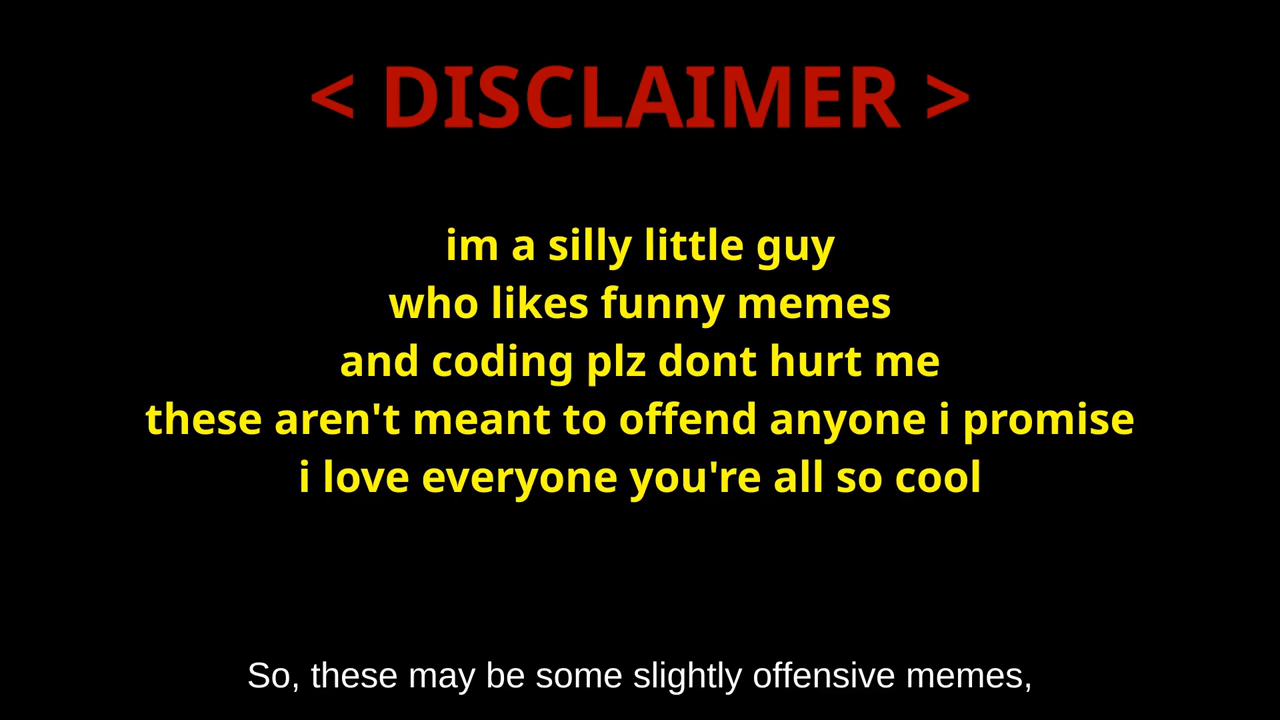 < DISCLAIMER >
im a silly little guy
who likes funny memes
and coding plz dont hurt me
these aren't meant to offend anyone i promise
i love everyone you're all so cool
So, these may be some slightly offensive memes,